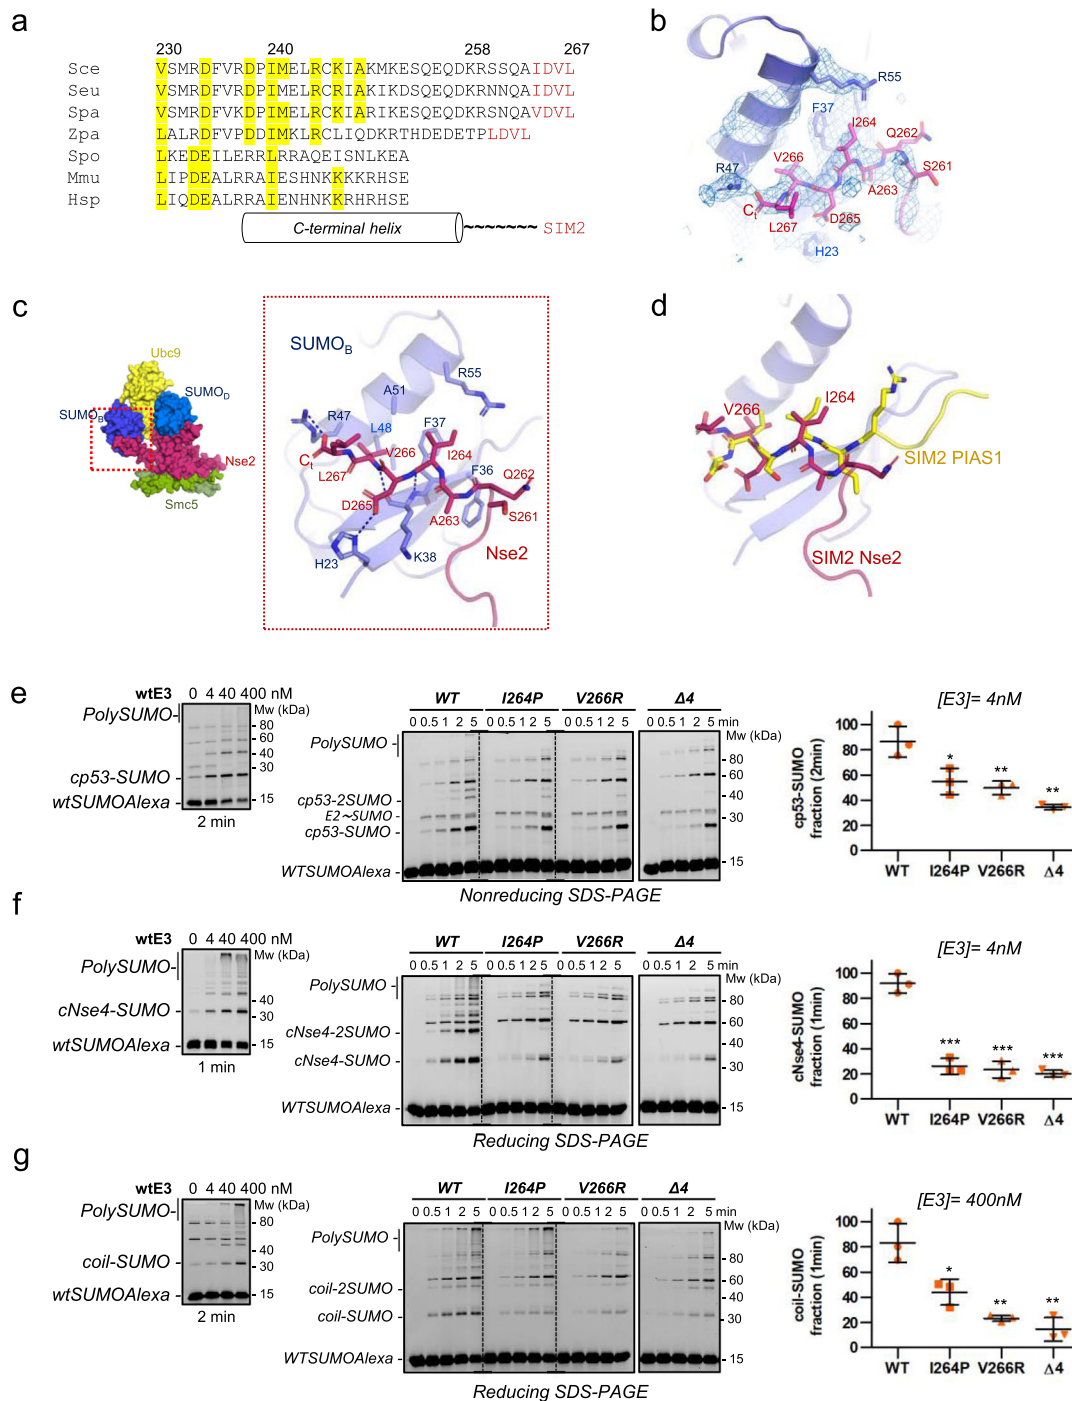 a
230 240 258 267
Sce VSMRDFVRDPIMELRCKIAKMKESQEQDKRSSQAIDVL
Seu VSMRDFVRDPIMELRCKIAKIKDSQEQDKRNNQAIDVL
Spa VSMRDFVRDPIMELRCKIARIKESQEQDKRSSQAVDVL
Zpa LALRDFVPDDIMKLRCLIQDKRTHDEDETPLDVL
Spo LKEDEILERRLRRAQEISNLKEA
Mmu LIPDEALRRAIESHNKKKKRHSE
Hsp LIQDEALRRAIENHNKKRHRHSE
C-terminal helix
SIM2
b
R55
F37
I264
Q262
V266
R47
S261
A263
Ct
L267
D265
H23
c
Ubc9
SUMOD
SUMOB
Nse2
Smc5
SUMOB
A51
R55
R47
L48
F37
Ct
V266
I264
L267
F36
Q262
D265
A263
S261
H23
K38
Nse2
d
V266
I264
SIM2 PIAS1
SIM2 Nse2
e
wtE3 0 4 40 400 nM
Mw (kDa)
PolySUMO
80
60
40
30
cp53-SUMO
wtSUMOAlexa
15
2 min
WT I264P V266R Δ4
0 0.5 1 2 5 0 0.5 1 2 5 0 0.5 1 2 5 0 0.5 1 2 5 min
Mw (kDa)
PolySUMO
80
60
cp53-2SUMO
40
E2~SUMO
30
cp53-SUMO
WTSUMOAlexa
15
Nonreducing SDS-PAGE
[E3]= 4nM
cp53-SUMO fraction (2min)
100
80
60
40
20
0
* ** **
WT I264P V266R Δ4
f
wtE3 0 4 40 400 nM
Mw (kDa)
PolySUMO
40
cNse4-SUMO
30
wtSUMOAlexa
15
1 min
WT I264P V266R Δ4
0 0.5 1 2 5 0 0.5 1 2 5 0 0.5 1 2 5 0 0.5 1 2 5 min
Mw (kDa)
PolySUMO
80
60
cNse4-2SUMO
40
cNse4-SUMO
30
WTSUMOAlexa
15
Reducing SDS-PAGE
[E3]= 4nM
cNse4-SUMO fraction (1min)
100
80
60
40
20
0
*** *** ***
WT I264P V266R Δ4
g
wtE3 0 4 40 400 nM
Mw (kDa)
PolySUMO
80
40
coil-SUMO
30
wtSUMOAlexa
15
2 min
WT I264P V266R Δ4
0 0.5 1 2 5 0 0.5 1 2 5 0 0.5 1 2 5 0 0.5 1 2 5 min
Mw (kDa)
PolySUMO
80
60
coil-2SUMO
40
coil-SUMO
30
WTSUMOAlexa
15
Reducing SDS-PAGE
[E3]= 400nM
coil-SUMO fraction (1min)
100
80
60
40
20
0
* ** **
WT I264P V266R Δ4